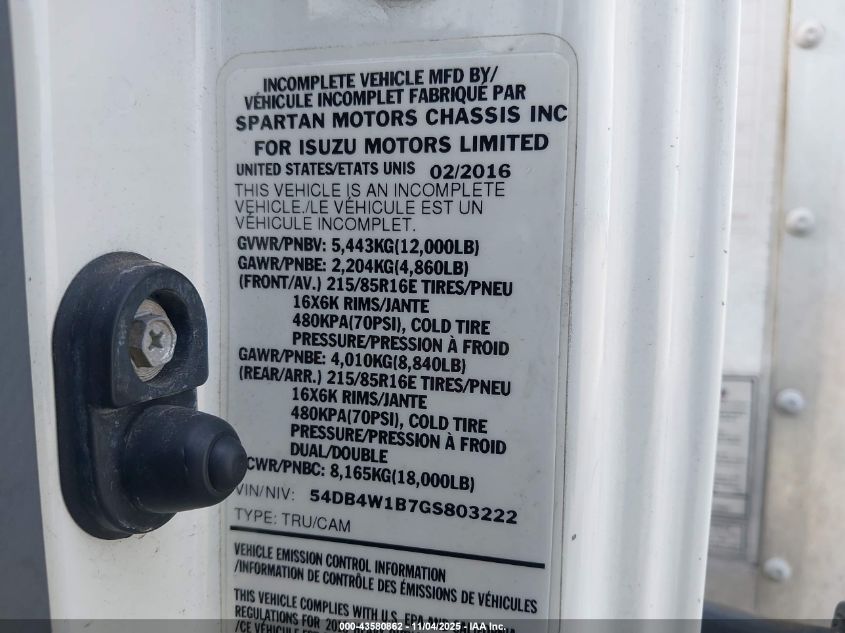 INCOMPLETE VEHICLE MFD BY/
VÉHICULE INCOMPLET FABRIQUÉ PAR
SPARTAN MOTORS CHASSIS INC
FOR ISUZU MOTORS LIMITED
UNITED STATES/ETATS UNIS 02/2016
THIS VEHICLE IS AN INCOMPLETE
VEHICLE./LE VÉHICULE EST UN
VÉHICULE INCOMPLET.
GVWR/PNBV: 5,443KG(12,000LB)
GAWR/PNBE: 2,204KG(4,860LB)
(FRONT/AV.) 215/85R16E TIRES/PNEU
16X6K RIMS/JANTE
480KPA(70PSI), COLD TIRE
PRESSURE/PRESSION À FROID
GAWR/PNBE: 4,010KG(8,840LB)
(REAR/ARR.) 215/85R16E TIRES/PNEU
16X6K RIMS/JANTE
480KPA(70PSI), COLD TIRE
PRESSURE/PRESSION À FROID
DUAL/DOUBLE
CWR/PNBC: 8,165KG(18,000LB)
VIN/NIV: 54DB4W1B7GS803222
TYPE: TRU/CAM
VEHICLE EMISSION CONTROL INFORMATION
/INFORMATION DE CONTRÔLE DES ÉMISSIONS DE VÉHICULES
THIS VEHICLE COMPLIES WITH U.S. EPA AND
REGULATIONS FOR
000-43580862 - 11/04/2025 - IAA Inc.